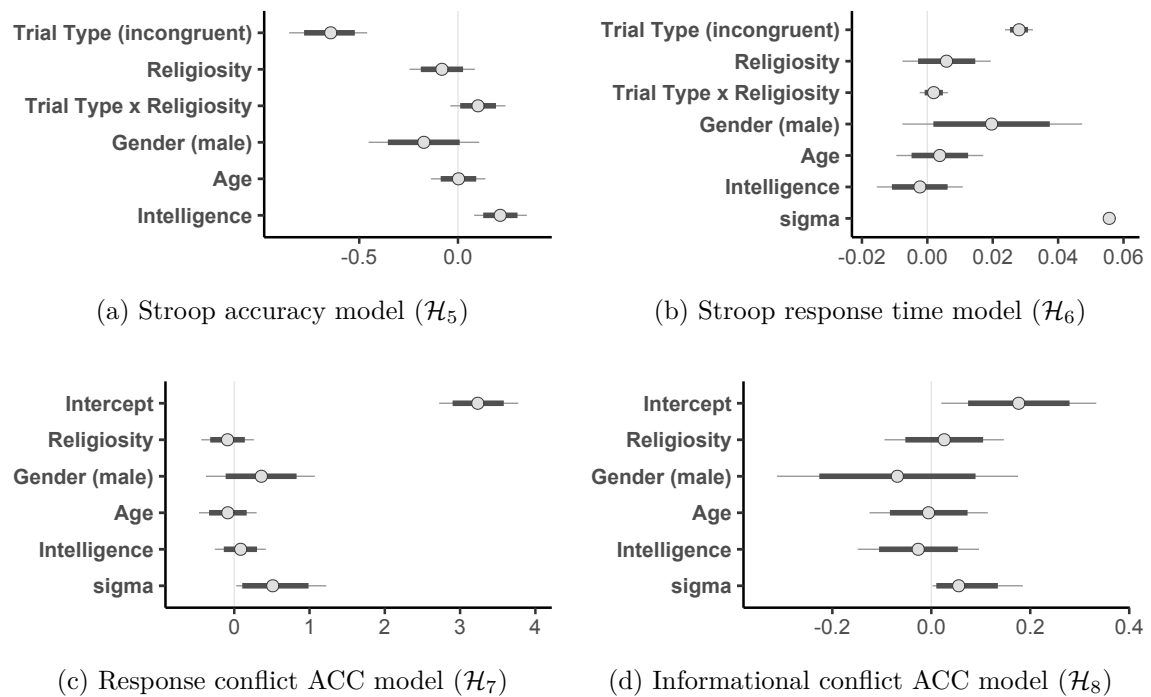 Trial Type (incongruent)
Religiosity
Trial Type x Religiosity
Gender (male)
Age
Intelligence
-0.5 0.0
(a) Stroop accuracy model (ℋ₅)
Trial Type (incongruent)
Religiosity
Trial Type x Religiosity
Gender (male)
Age
Intelligence
sigma
-0.02 0.00 0.02 0.04 0.06
(b) Stroop response time model (ℋ₆)
Intercept
Religiosity
Gender (male)
Age
Intelligence
sigma
0 1 2 3 4
(c) Response conflict ACC model (ℋ₇)
Intercept
Religiosity
Gender (male)
Age
Intelligence
sigma
-0.2 0.0 0.2 0.4
(d) Informational conflict ACC model (ℋ₈)